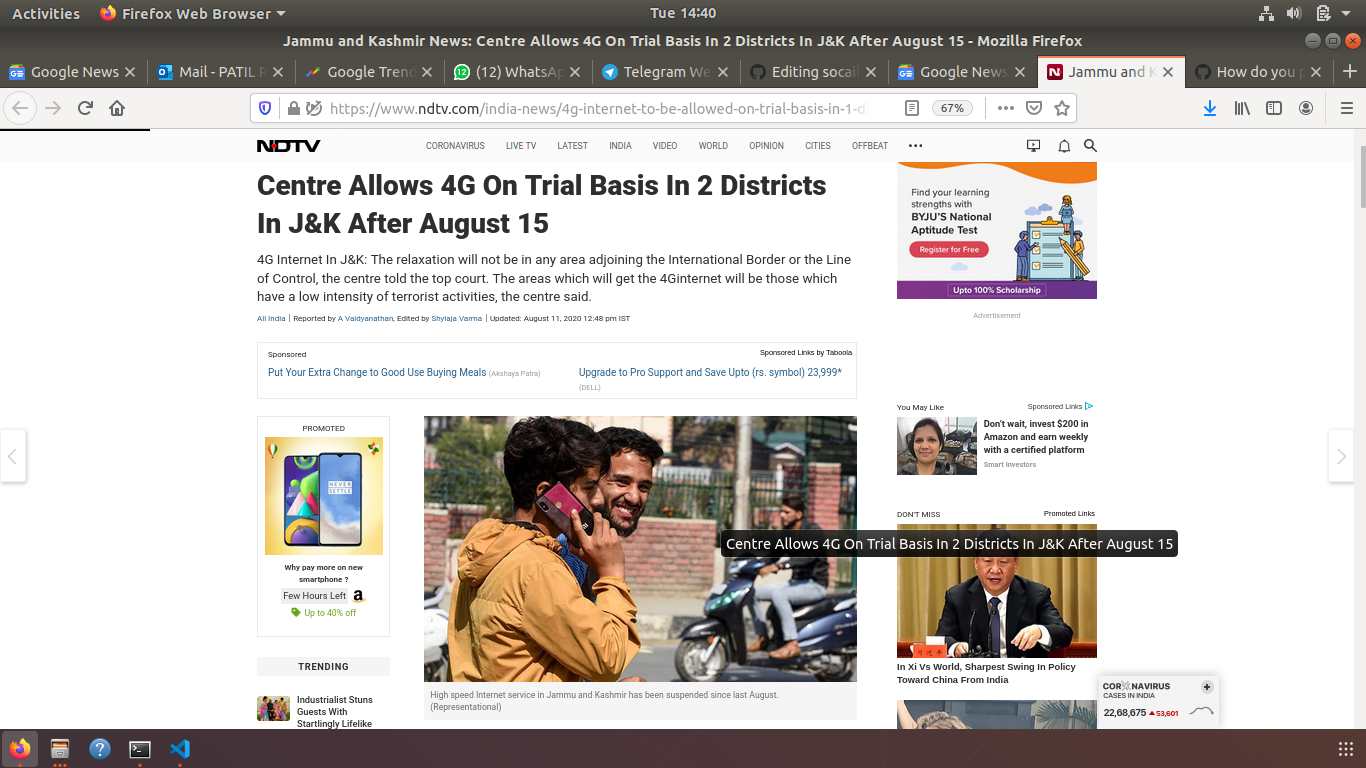 Activities
Firefox Web Browser
Tue 14:40
Jammu and Kashmir News: Centre Allows 4G On Trial Basis In 2 Districts In J&K After August 15 - Mozilla Firefox
Google News
Mail - PATIL R
Google Tren
(12) WhatsAp
Telegram We
Editing socail
Google News
Jammu and K
How do you p
https://www.ndtv.com/india-news/4g-internet-to-be-allowed-on-trial-basis-in-1-d
67%
NDTV
CORONAVIRUS
LIVE TV
LATEST
INDIA
VIDEO
WORLD
OPINION
CITIES
OFFBEAT
Centre Allows 4G On Trial Basis In 2 Districts
In J&K After August 15
4G Internet In J&K: The relaxation will not be in any area adjoining the International Border or the Line
of Control, the centre told the top court. The areas which will get the 4Ginternet will be those which
have a low intensity of terrorist activities, the centre said.
All India | Reported by A Vaidyanathan, Edited by Shylaja Varma | Updated: August 11, 2020 12:48 pm IST
Sponsored
Sponsored Links by Taboola
Put Your Extra Change to Good Use Buying Meals (Akshaya Patra)
Upgrade to Pro Support and Save Upto (rs. symbol) 23,999*
(DELL)
PROMOTED
NEVER
SETTLE
Why pay more on new
smartphone ?
Few Hours Left
a
Up to 40% off
TRENDING
Industrialist Stuns
Guests With
Startlingly Lifelike
High speed Internet service in Jammu and Kashmir has been suspended since last August.
(Representational)
Find your learning
strengths with
BYJU'S National
Aptitude Test
Register for Free
Upto 100% Scholarship
Advertisement
You May Like
Sponsored Links
Don't wait, invest $200 in
Amazon and earn weekly
with a certified platform
Smart investors
DON'T MISS
Promoted Links
Centre Allows 4G On Trial Basis In 2 Districts In J&K After August 15
习近平
In Xi Vs World, Sharpest Swing In Policy
Toward China From India
CORONAVIRUS
CASES IN INDIA
22,68,675 ▲53,601